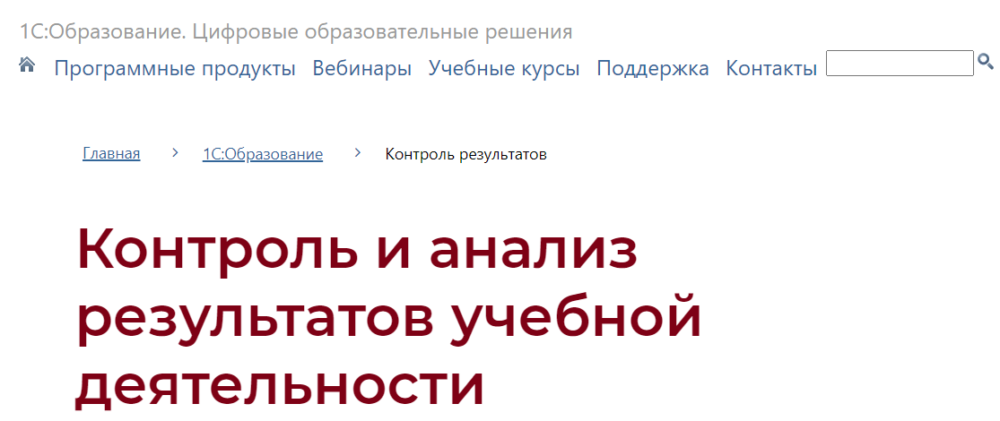 1С:Образование. Цифровые образовательные решения
Программные продукты Вебинары Учебные курсы Поддержка Контакты
Главная > 1С:Образование > Контроль результатов
Контроль и анализ
результатов учебной
деятельности